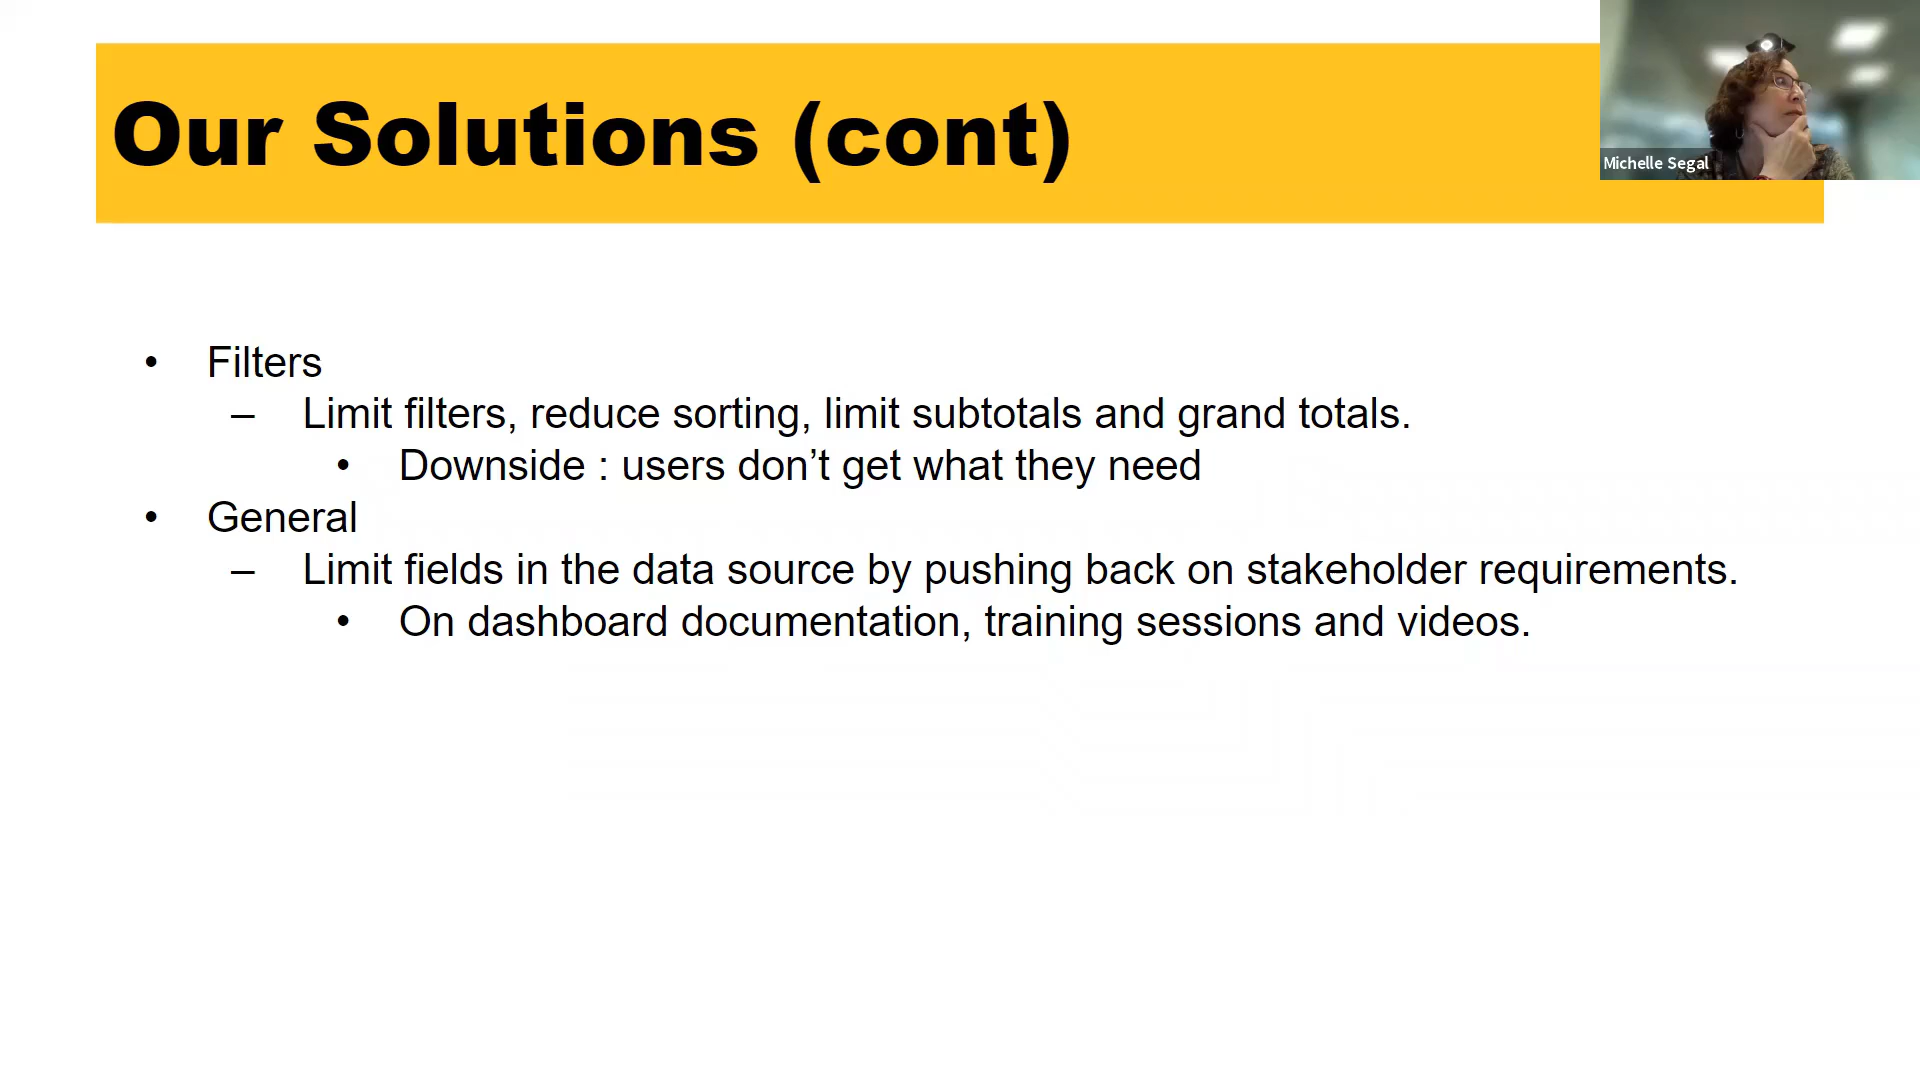 Our Solutions (cont)
Michelle Segal
• Filters
– Limit filters, reduce sorting, limit subtotals and grand totals.
• Downside : users don’t get what they need
• General
– Limit fields in the data source by pushing back on stakeholder requirements.
• On dashboard documentation, training sessions and videos.